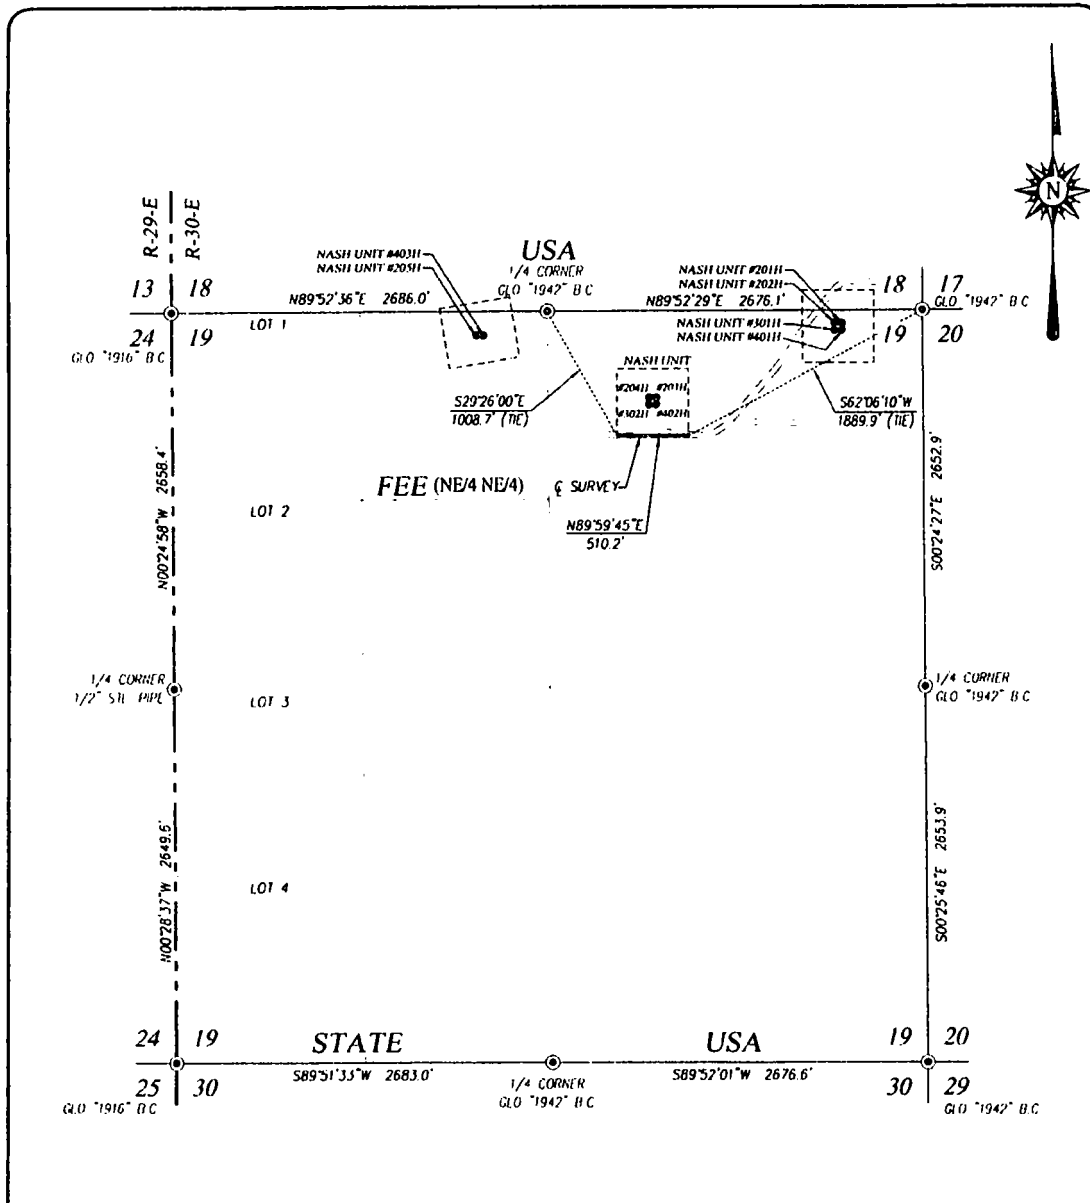 N
R-29-E
R-30-E
NASH UNIT #403H
NASH UNIT #205H
USA
1/4 CORNER
GLO "1942" B.C
NASH UNIT #201H
NASH UNIT #202H
13 18
18 17
N89°52'36"E 2686.0'
N89°52'29"E 2676.1'
GLO "1942" B.C
LOT 1
NASH UNIT #301H
NASH UNIT #401H
24 19
19 20
GLO "1916" B.C
NASH UNIT
#204H #203H
#302H #402H
S29°26'00"E
1008.7' (TIE)
S62°06'10"W
1889.9' (TIE)
N00°24'58"W 2658.4'
S00°24'27"E 2652.9'
FEE (NE/4 NE/4)
℄ SURVEY
LOT 2
N89°59'45"E
510.2'
1/4 CORNER
1/2" STL PIPE
LOT 3
1/4 CORNER
GLO "1942" B.C
N00°28'37"W 2649.6'
S00°25'46"E 2653.9'
LOT 4
24 19
STATE
USA
19 20
S89°51'33"W 2683.0'
S89°52'01"W 2676.6'
25 30
1/4 CORNER
GLO "1942" B.C
30 29
GLO "1916" B.C
GLO "1942" B.C